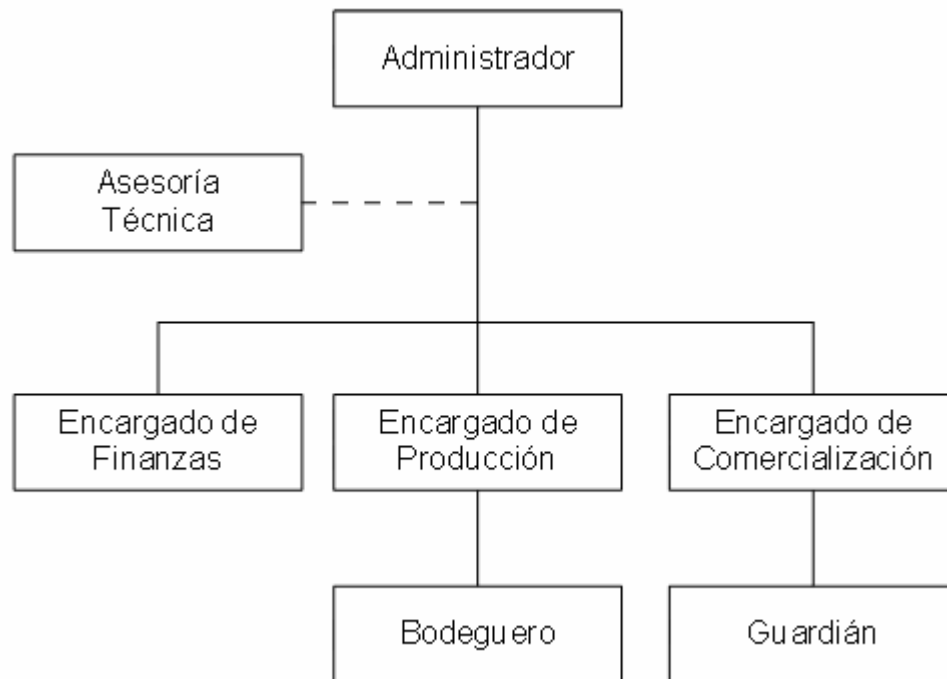 Administrador
Asesoría
Técnica
Encargado de
Finanzas
Encargado de
Producción
Encargado de
Comercialización
Bodeguero
Guardián